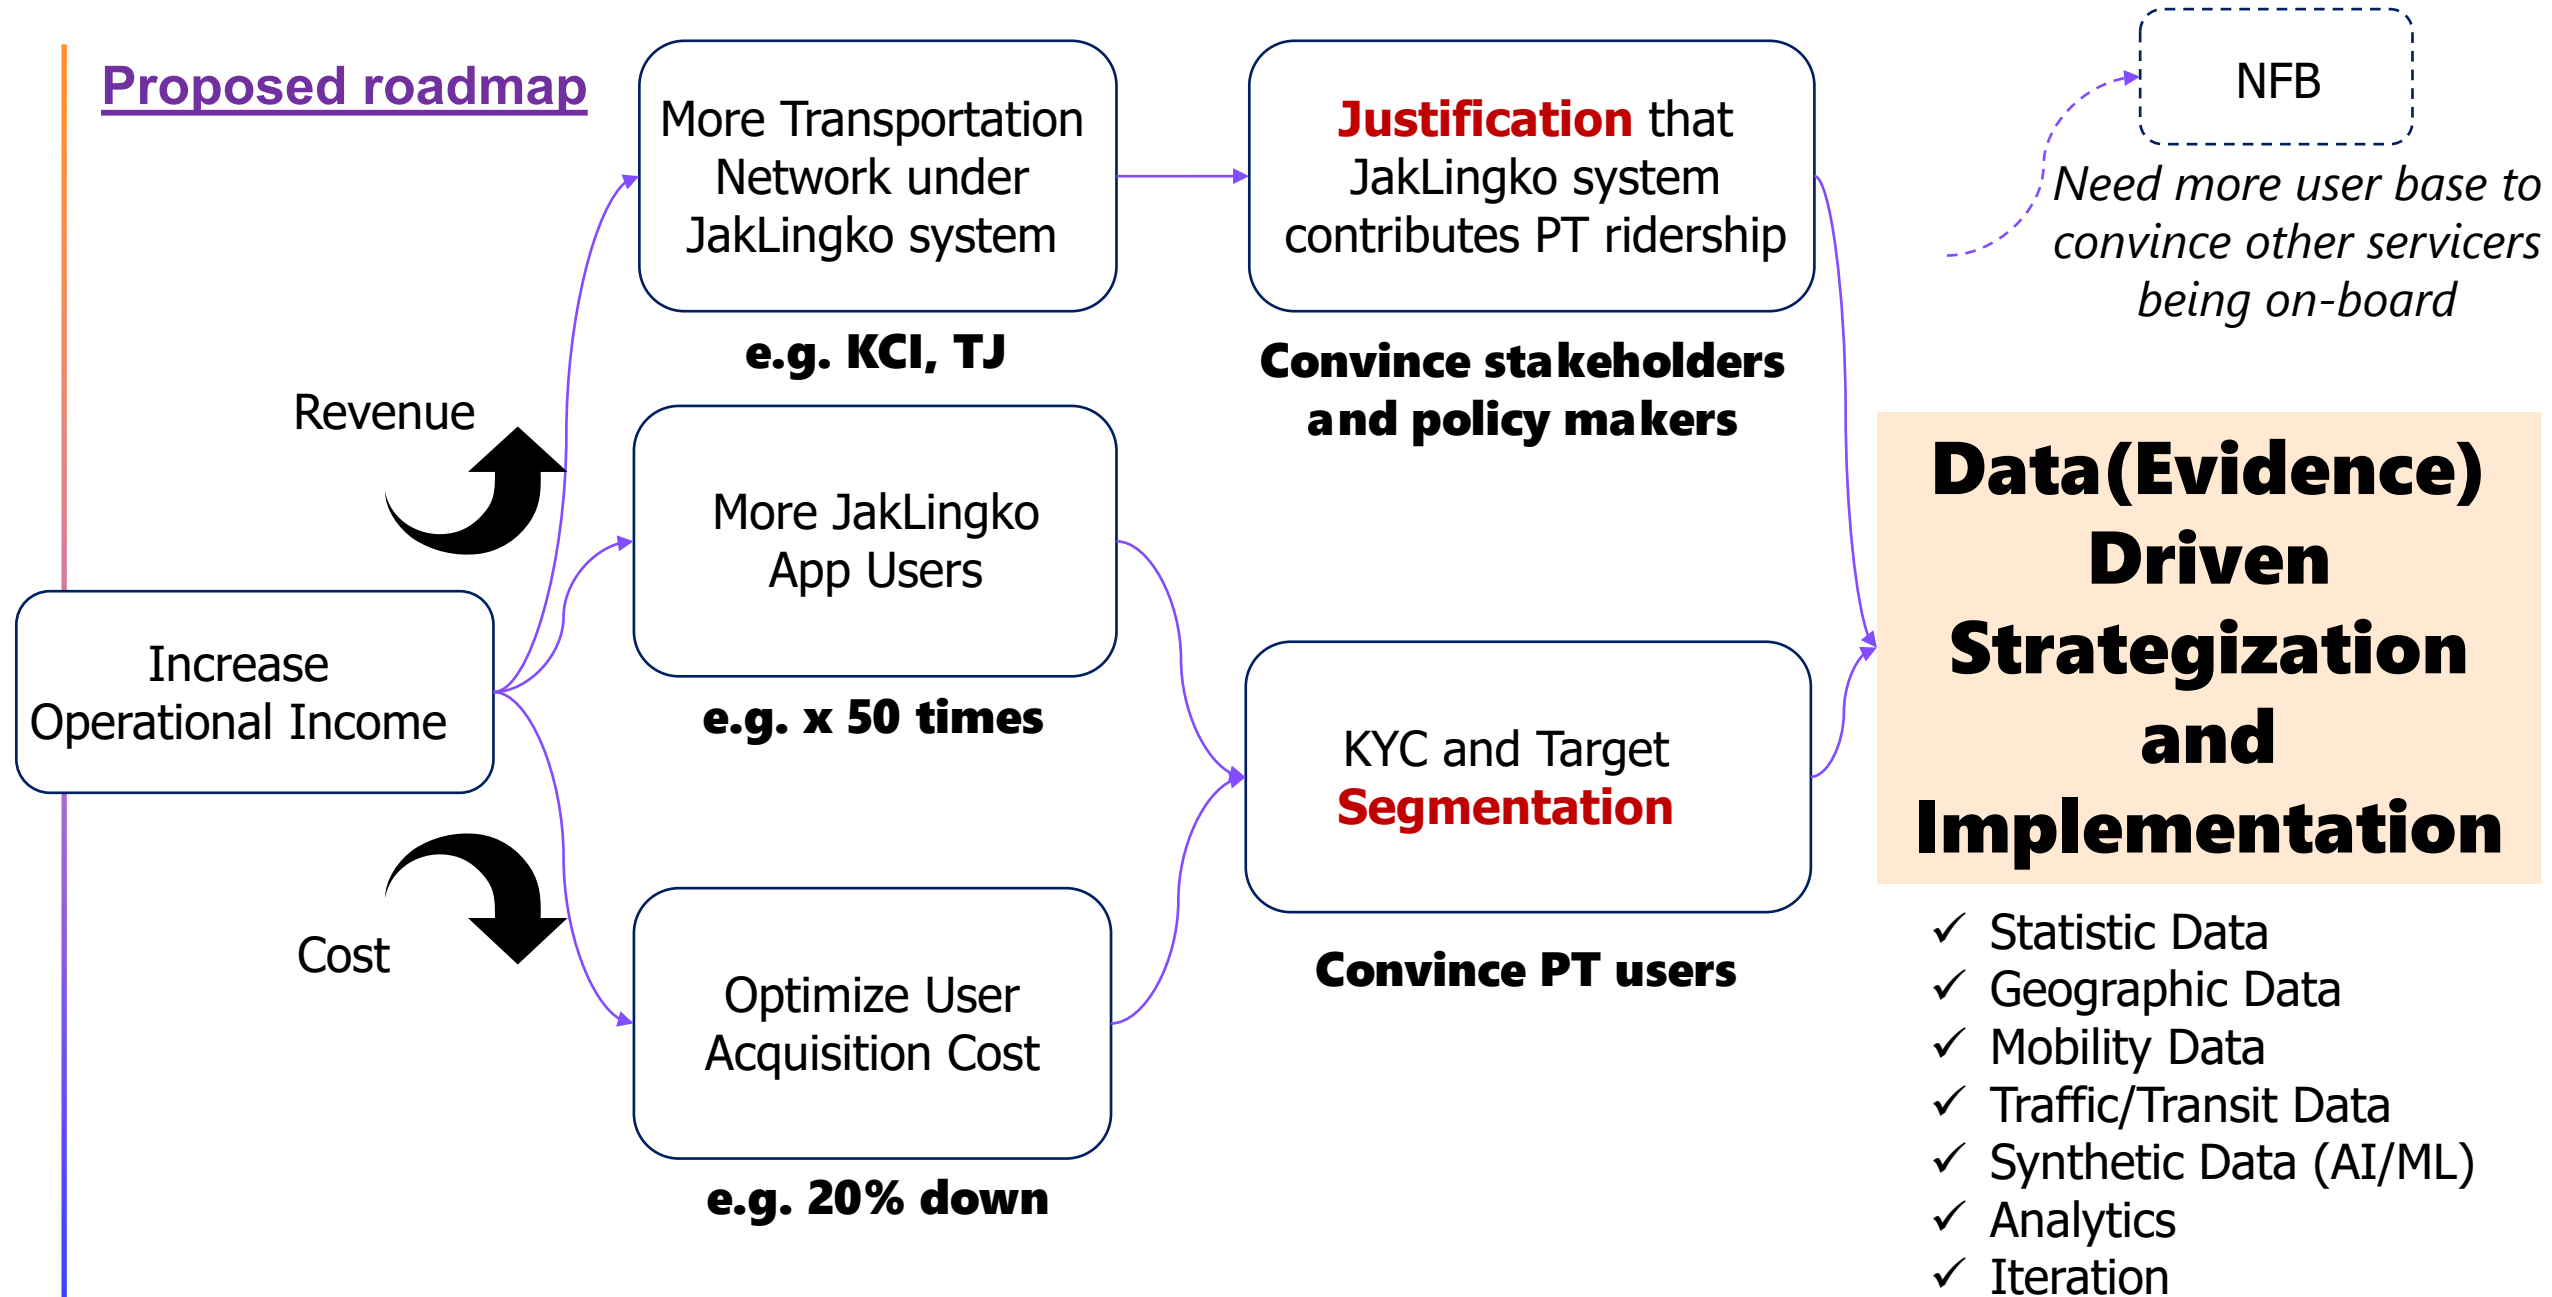 Proposed roadmap
More Transportation
Network under
JakLingko system
e.g. KCI, TJ
Justification that
JakLingko system
contributes PT ridership
Convince stakeholders
and policy makers
NFB
Need more user base to
convince other servicers
being on-board
Revenue
More JakLingko
App Users
e.g. x 50 times
Increase
Operational Income
Cost
Optimize User
Acquisition Cost
e.g. 20% down
KYC and Target
Segmentation
Convince PT users
Data(Evidence)
Driven
Strategization
and
Implementation
✓ Statistic Data
✓ Geographic Data
✓ Mobility Data
✓ Traffic/Transit Data
✓ Synthetic Data (AI/ML)
✓ Analytics
✓ Iteration